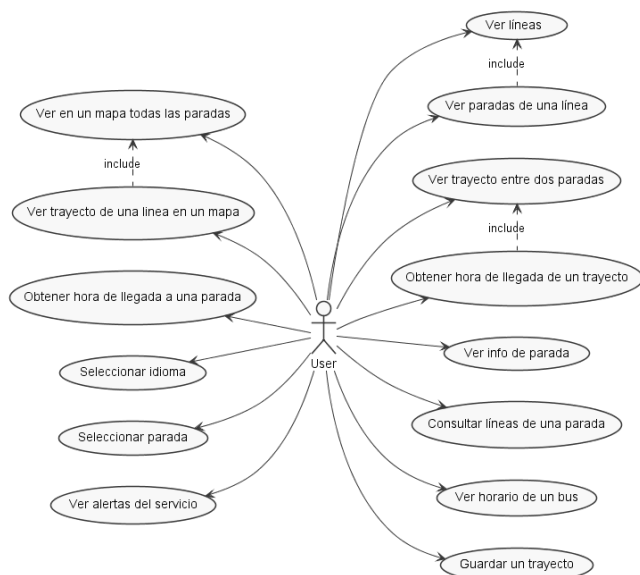 Ver líneas
include
Ver paradas de una línea
Ver en un mapa todas las paradas
include
Ver trayecto de una linea en un mapa
Ver trayecto entre dos paradas
include
Obtener hora de llegada de un trayecto
Obtener hora de llegada a una parada
User
Ver info de parada
Seleccionar idioma
Consultar líneas de una parada
Seleccionar parada
Ver horario de un bus
Ver alertas del servicio
Guardar un trayecto